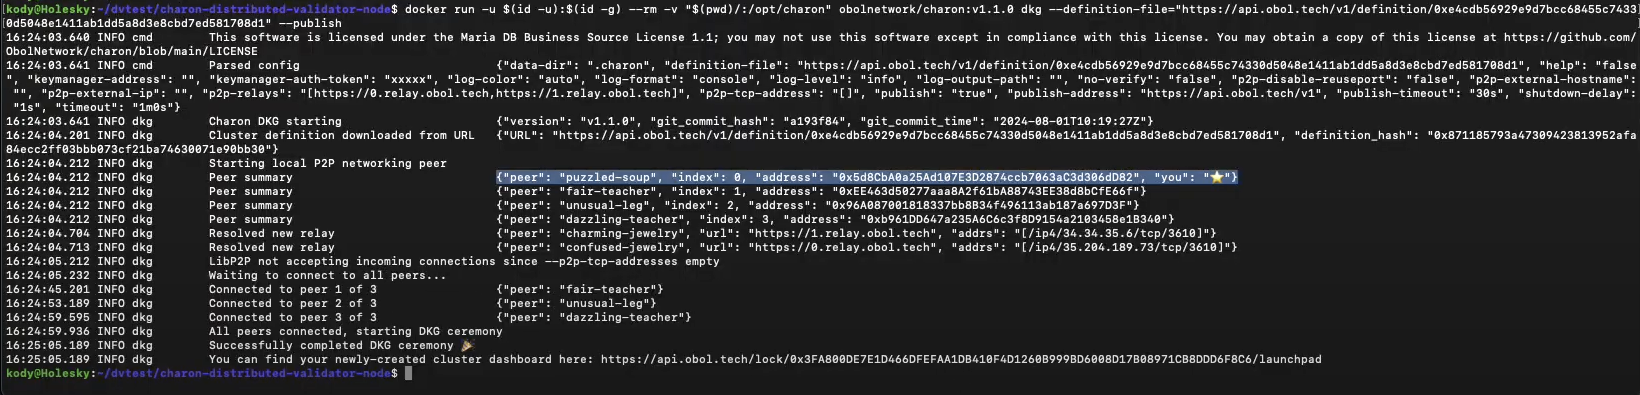 kody@Holesky:~/dvtest/charon-distributed-validator-node$ docker run -u $(id -u):$(id -g) --rm -v "$(pwd)/:/opt/charon" obolnetwork/charon:v1.1.0 dkg --definition-file="https://api.obol.tech/v1/definition/0xe4cdb56929e9d7bcc68455c7433
0d5048e1411ab1dd5a8d3e8cbd7ed581708d1" --publish
16:24:03.640 INFO cmd        This software is licensed under the Maria DB Business Source License 1.1; you may not use this software except in compliance with this license. You may obtain a copy of this license at https://github.com/
ObolNetwork/charon/blob/main/LICENSE
16:24:03.641 INFO cmd        Parsed config                            {"data-dir": ".charon", "definition-file": "https://api.obol.tech/v1/definition/0xe4cdb56929e9d7bcc68455c74330d5048e1411ab1dd5a8d3e8cbd7ed581708d1", "help": "false
", "keymanager-address": "", "keymanager-auth-token": "xxxxx", "log-color": "auto", "log-format": "console", "log-level": "info", "log-output-path": "", "no-verify": "false", "p2p-disable-reuseport": "false", "p2p-external-hostname":
 "", "p2p-external-ip": "", "p2p-relays": "[https://0.relay.obol.tech,https://1.relay.obol.tech]", "p2p-tcp-address": "[]", "publish": "true", "publish-address": "https://api.obol.tech/v1", "publish-timeout": "30s", "shutdown-delay":
 "1s", "timeout": "1m0s"}
16:24:03.641 INFO dkg        Charon DKG starting                      {"version": "v1.1.0", "git_commit_hash": "a193f84", "git_commit_time": "2024-08-01T10:19:27Z"}
16:24:04.201 INFO dkg        Cluster definition downloaded from URL   {"URL": "https://api.obol.tech/v1/definition/0xe4cdb56929e9d7bcc68455c74330d5048e1411ab1dd5a8d3e8cbd7ed581708d1", "definition_hash": "0x871185793a47309423813952afa
84ecc2ff03bbb073cf21ba74630071e90bb30"}
16:24:04.212 INFO dkg        Starting local P2P networking peer
16:24:04.212 INFO dkg        Peer summary                             {"peer": "puzzled-soup", "index": 0, "address": "0x5d8CbA0a25Ad107E3D2874ccb7063aC3d306dD82", "you": "⭐"}
16:24:04.212 INFO dkg        Peer summary                             {"peer": "fair-teacher", "index": 1, "address": "0xEE463d50277aaa8A2f61bA88743EE38d8bCfE66f"}
16:24:04.212 INFO dkg        Peer summary                             {"peer": "unusual-leg", "index": 2, "address": "0x96A087001818337bb8B34f496113ab187a697D3F"}
16:24:04.212 INFO dkg        Peer summary                             {"peer": "dazzling-teacher", "index": 3, "address": "0xb961DD647a235A6C6c3f8D9154a2103458e1B340"}
16:24:04.704 INFO dkg        Resolved new relay                       {"peer": "charming-jewelry", "url": "https://1.relay.obol.tech", "addrs": "[/ip4/34.34.35.6/tcp/3610]"}
16:24:04.713 INFO dkg        Resolved new relay                       {"peer": "confused-jewelry", "url": "https://0.relay.obol.tech", "addrs": "[/ip4/35.204.189.73/tcp/3610]"}
16:24:05.212 INFO dkg        LibP2P not accepting incoming connections since --p2p-tcp-addresses empty
16:24:05.232 INFO dkg        Waiting to connect to all peers...
16:24:45.201 INFO dkg        Connected to peer 1 of 3                 {"peer": "fair-teacher"}
16:24:53.189 INFO dkg        Connected to peer 2 of 3                 {"peer": "unusual-leg"}
16:24:59.595 INFO dkg        Connected to peer 3 of 3                 {"peer": "dazzling-teacher"}
16:24:59.936 INFO dkg        All peers connected, starting DKG ceremony
16:25:05.189 INFO dkg        Successfully completed DKG ceremony 🎉
16:25:05.189 INFO dkg        You can find your newly-created cluster dashboard here: https://api.obol.tech/lock/0x3FA800DE7E1D466DFEFAA1DB410F4D1260B999BD6008D17B08971CB8DDD6F8C6/launchpad
kody@Holesky:~/dvtest/charon-distributed-validator-node$